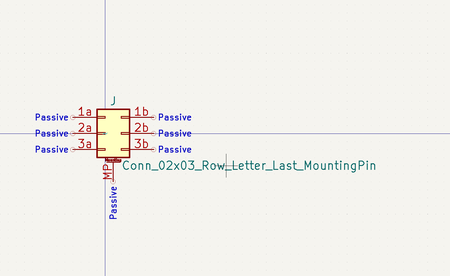 J
Passive 1a 1b Passive
Passive 2a 2b Passive
Passive 3a 3b Passive
MP Conn_02x03_Row_Letter_Last_MountingPin
Passive